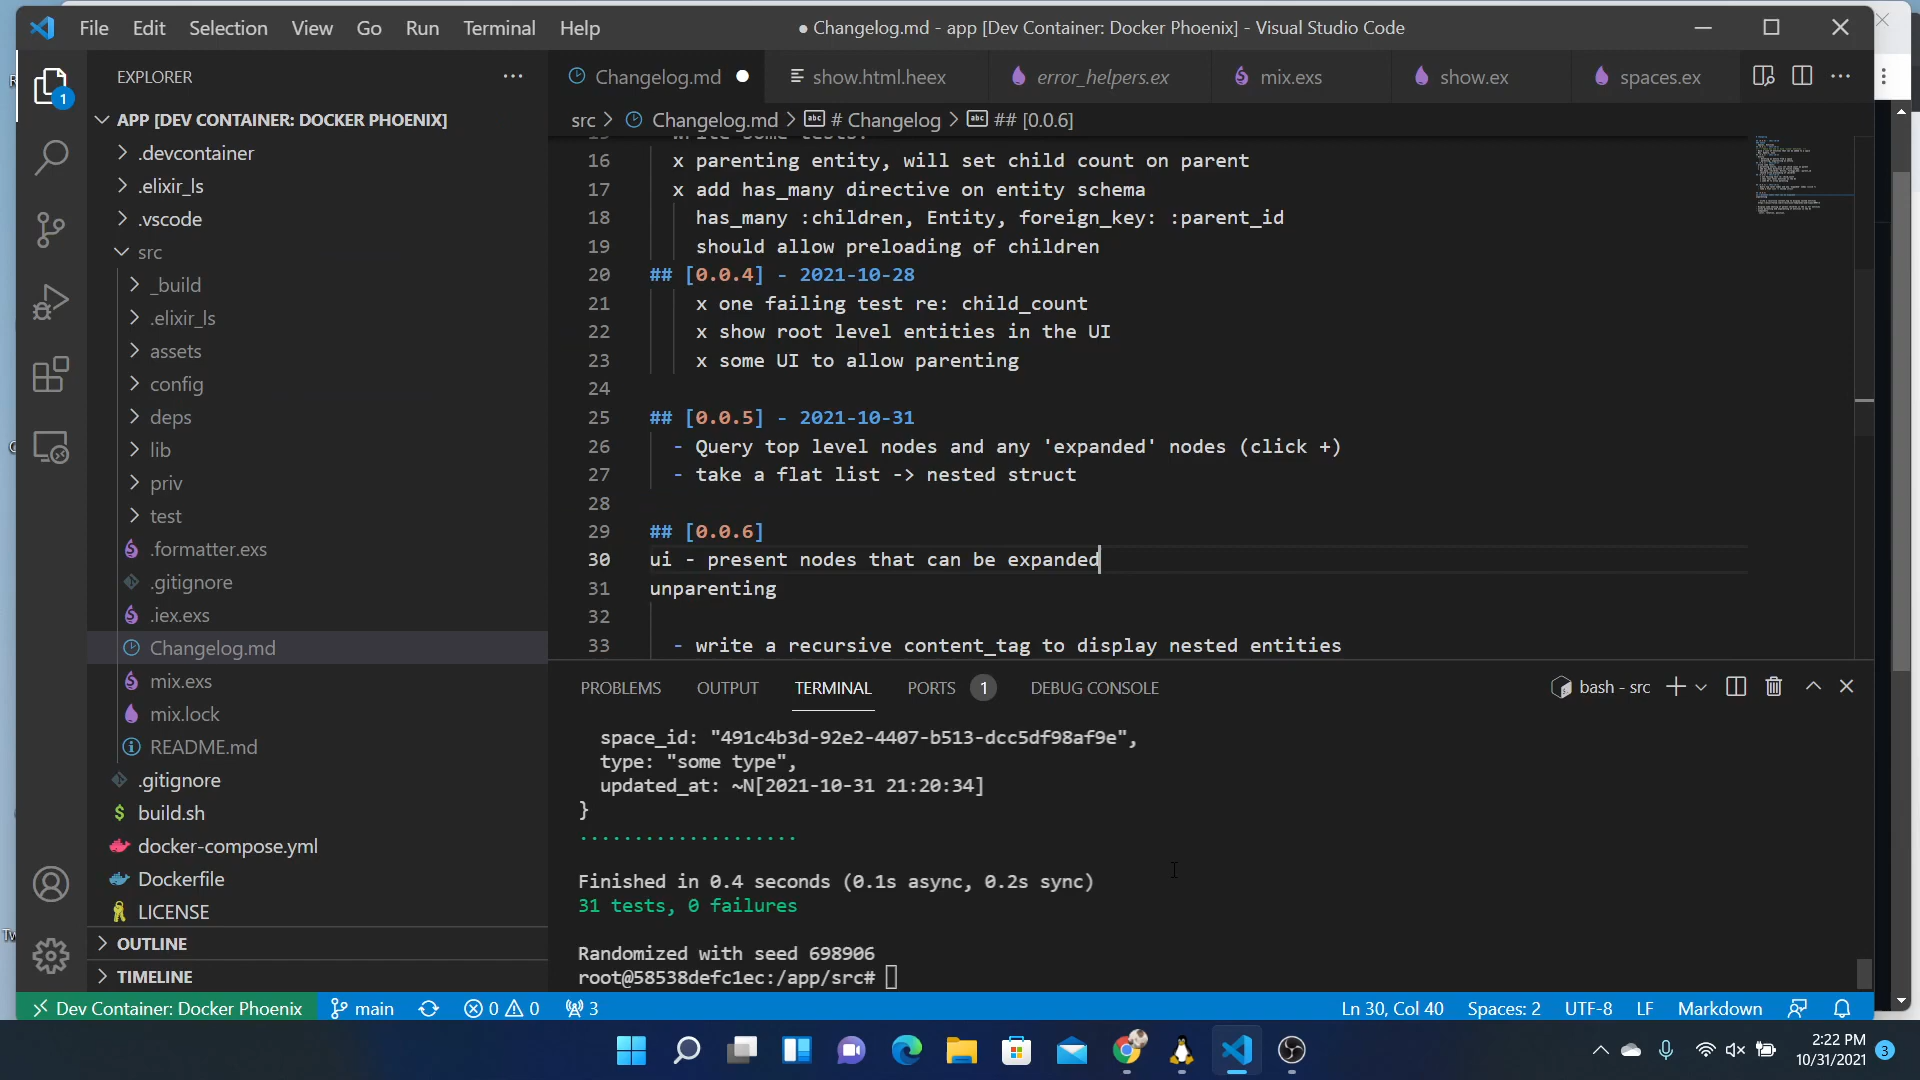 File Edit Selection View Go Run Terminal Help
● Changelog.md - app [Dev Container: Docker Phoenix] - Visual Studio Code
EXPLORER
1
APP [DEV CONTAINER: DOCKER PHOENIX]
.devcontainer
.elixir_ls
.vscode
src
_build
.elixir_ls
assets
config
deps
lib
priv
test
.formatter.exs
.gitignore
.iex.exs
Changelog.md
mix.exs
mix.lock
README.md
.gitignore
build.sh
docker-compose.yml
Dockerfile
LICENSE
OUTLINE
TIMELINE
Changelog.md show.html.heex error_helpers.ex mix.exs show.ex spaces.ex
src > Changelog.md > # Changelog > ## [0.0.6]
16 x parenting entity, will set child count on parent
17 x add has_many directive on entity schema
18 has_many :children, Entity, foreign_key: :parent_id
19 should allow preloading of children
20 ## [0.0.4] - 2021-10-28
21 x one failing test re: child_count
22 x show root level entities in the UI
23 x some UI to allow parenting
24
25 ## [0.0.5] - 2021-10-31
26 - Query top level nodes and any 'expanded' nodes (click +)
27 - take a flat list -> nested struct
28
29 ## [0.0.6]
30 ui - present nodes that can be expanded
31 unparenting
32
33 - write a recursive content_tag to display nested entities
PROBLEMS OUTPUT TERMINAL PORTS 1 DEBUG CONSOLE
bash - src
space_id: "491c4b3d-92e2-4407-b513-dcc5df98af9e",
type: "some type",
updated_at: ~N[2021-10-31 21:20:34]
}
....................
Finished in 0.4 seconds (0.1s async, 0.2s sync)
31 tests, 0 failures
Randomized with seed 698906
root@58538defc1ec:/app/src#
Dev Container: Docker Phoenix main 0 0 3
Ln 30, Col 40 Spaces: 2 UTF-8 LF Markdown
2:22 PM
10/31/2021
3